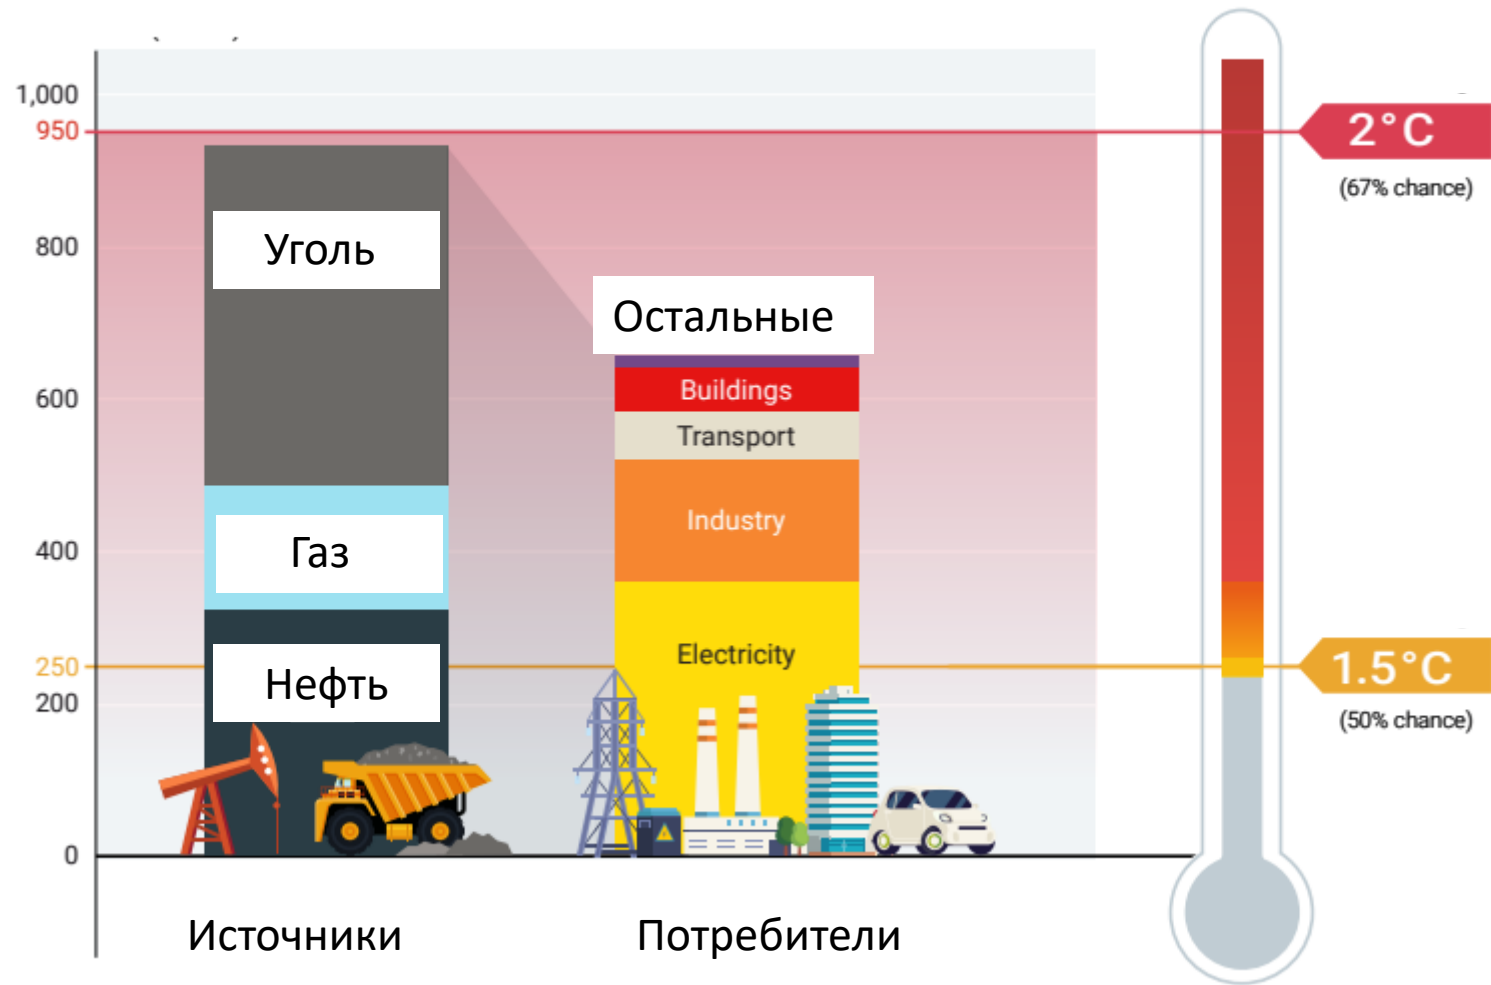 1,000
950
800
600
400
250
200
0
Уголь
Газ
Нефть
Остальные
Buildings
Transport
Industry
Electricity
Источники
Потребители
2°C
(67% chance)
1.5°C
(50% chance)